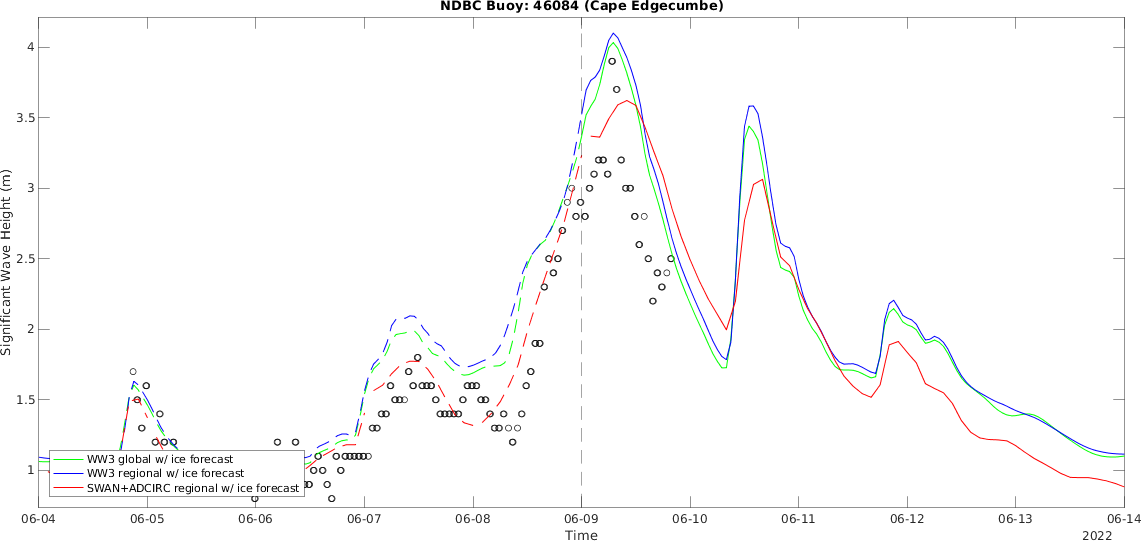 NDBC Buoy: 46084 (Cape Edgecumbe)
4
3.5
3
2.5
2
1.5
1
Significant Wave Height (m)
WW3 global w/ ice forecast
WW3 regional w/ ice forecast
SWAN+ADCIRC regional w/ ice forecast
06-04 06-05 06-06 06-07 06-08 06-09 06-10 06-11 06-12 06-13 06-14
Time
2022